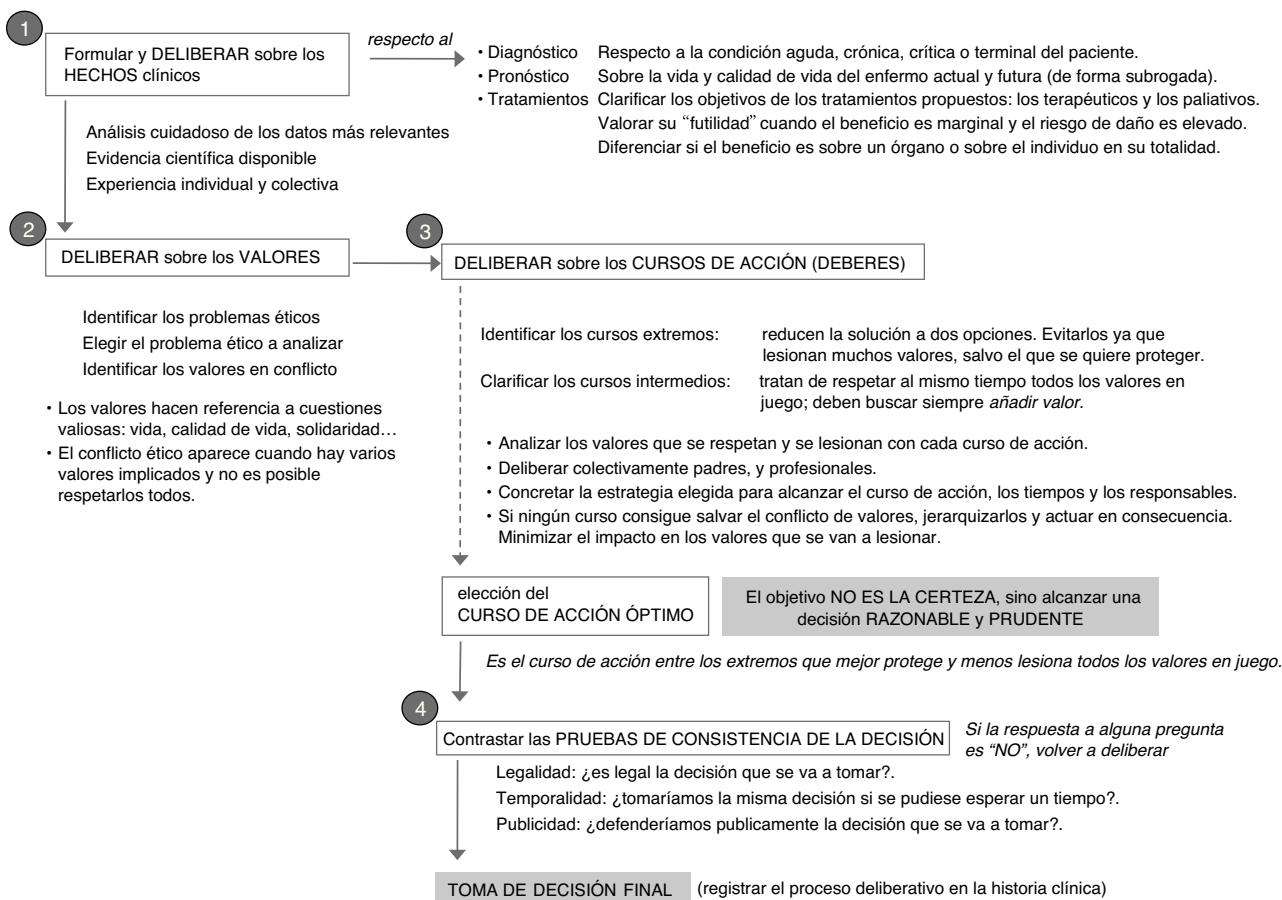 1
Formular y DELIBERAR sobre los
HECHOS clínicos
respecto al
• Diagnóstico Respecto a la condición aguda, crónica, crítica o terminal del paciente.
• Pronóstico Sobre la vida y calidad de vida del enfermo actual y futura (de forma subrogada).
• Tratamientos Clarificar los objetivos de los tratamientos propuestos: los terapéuticos y los paliativos.
Valorar su “futilidad” cuando el beneficio es marginal y el riesgo de daño es elevado.
Diferenciar si el beneficio es sobre un órgano o sobre el individuo en su totalidad.
Análisis cuidadoso de los datos más relevantes
Evidencia científica disponible
Experiencia individual y colectiva
2
DELIBERAR sobre los VALORES
Identificar los problemas éticos
Elegir el problema ético a analizar
Identificar los valores en conflicto
• Los valores hacen referencia a cuestiones
valiosas: vida, calidad de vida, solidaridad…
• El conflicto ético aparece cuando hay varios
valores implicados y no es posible
respetarlos todos.
3
DELIBERAR sobre los CURSOS DE ACCIÓN (DEBERES)
Identificar los cursos extremos: reducen la solución a dos opciones. Evitarlos ya que
lesionan muchos valores, salvo el que se quiere proteger.
Clarificar los cursos intermedios: tratan de respetar al mismo tiempo todos los valores en
juego; deben buscar siempre añadir valor.
• Analizar los valores que se respetan y se lesionan con cada curso de acción.
• Deliberar colectivamente padres, y profesionales.
• Concretar la estrategia elegida para alcanzar el curso de acción, los tiempos y los responsables.
• Si ningún curso consigue salvar el conflicto de valores, jerarquizarlos y actuar en consecuencia.
Minimizar el impacto en los valores que se van a lesionar.
elección del
CURSO DE ACCIÓN ÓPTIMO
El objetivo NO ES LA CERTEZA, sino alcanzar una
decisión RAZONABLE y PRUDENTE
Es el curso de acción entre los extremos que mejor protege y menos lesiona todos los valores en juego.
4
Contrastar las PRUEBAS DE CONSISTENCIA DE LA DECISIÓN
Si la respuesta a alguna pregunta
es “NO”, volver a deliberar
Legalidad: ¿es legal la decisión que se va a tomar?.
Temporalidad: ¿tomaríamos la misma decisión si se pudiese esperar un tiempo?.
Publicidad: ¿defenderíamos publicamente la decisión que se va a tomar?.
TOMA DE DECISIÓN FINAL (registrar el proceso deliberativo en la historia clínica)